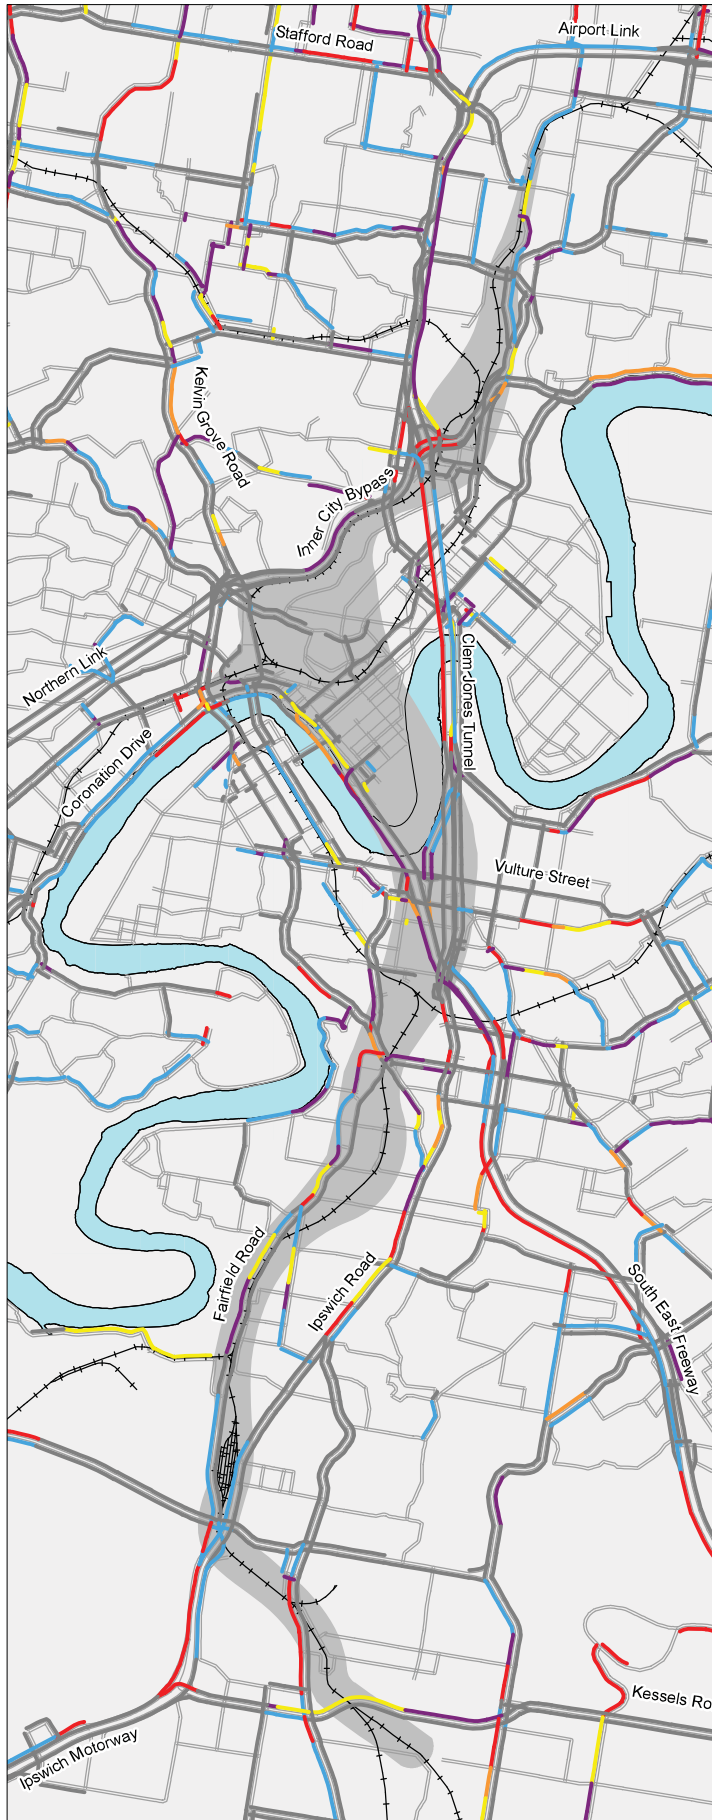 Stafford Road
Airport Link
Kelvin Grove Road
Inner City Bypass
Northern Link
Clem Jones Tunnel
Coronation Drive
Vulture Street
Fairfield Road
Ipswich Road
South East Freeway
Kessels Ro
Ipswich Motorway